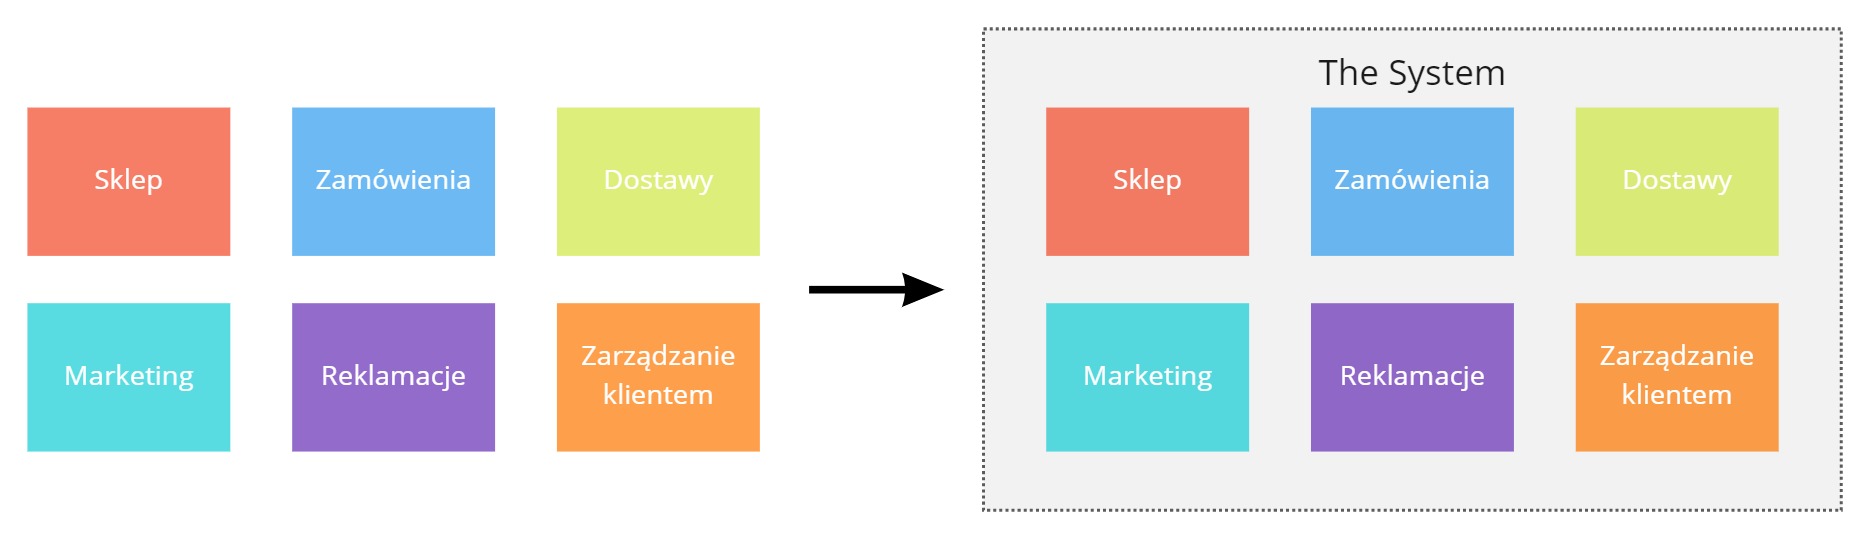 Sklep
Zamówienia
Dostawy
Marketing
Reklamacje
Zarządzanie
klientem
The System
Sklep
Zamówienia
Dostawy
Marketing
Reklamacje
Zarządzanie
klientem